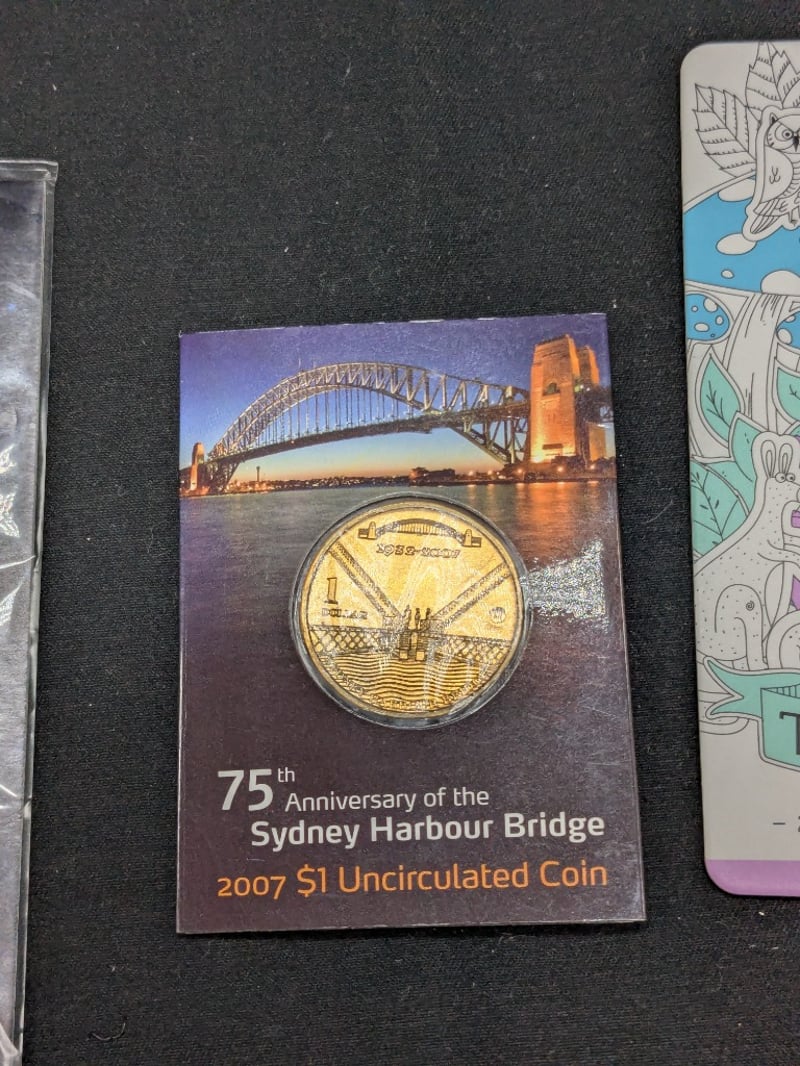 1932-2007
1
DOLLAR
75th
Anniversary of the
Sydney Harbour Bridge
2007 $1 Uncirculated Coin
T